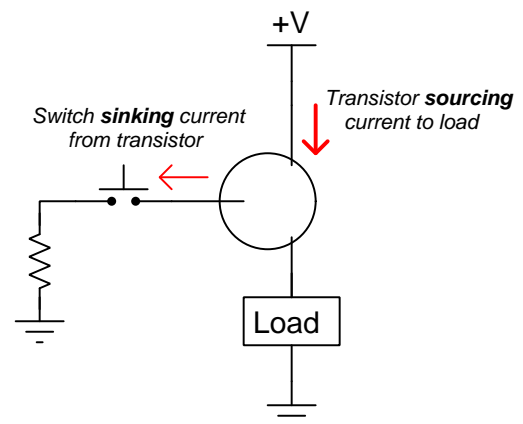 +V
Switch sinking current
from transistor
Transistor sourcing
current to load
Load